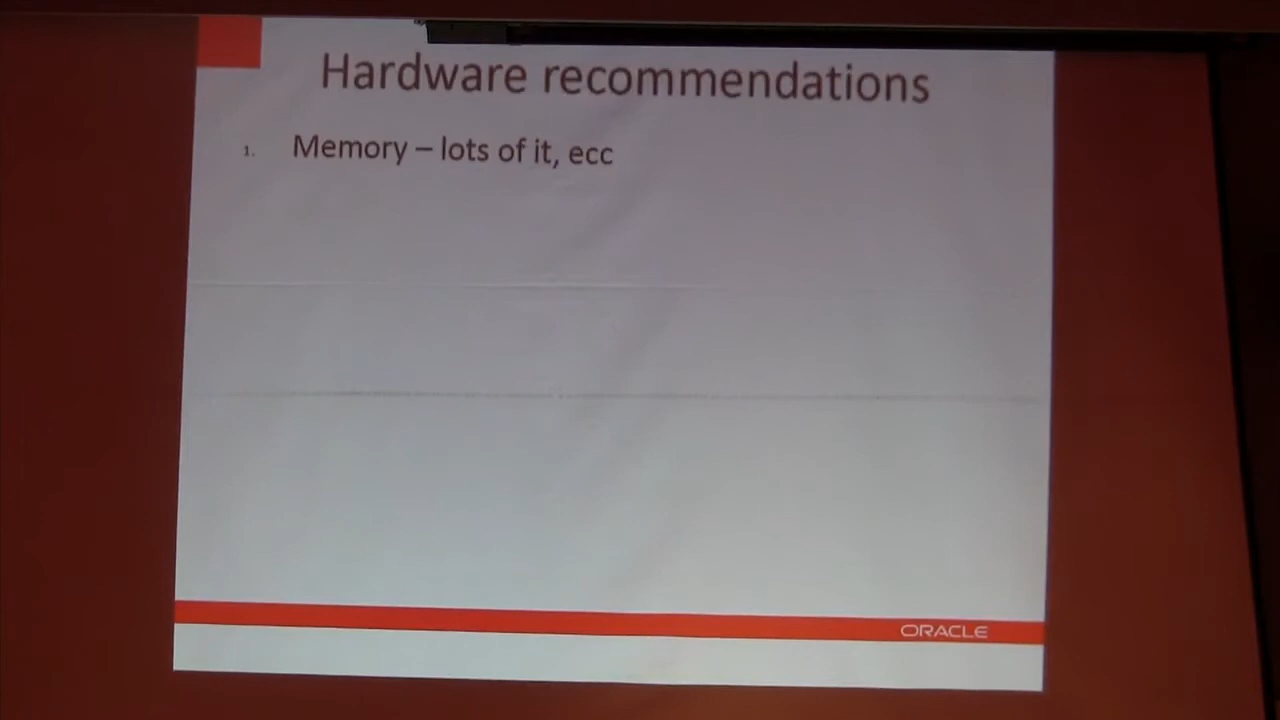 Hardware recommendations
1. Memory – lots of it, ecc
ORACLE